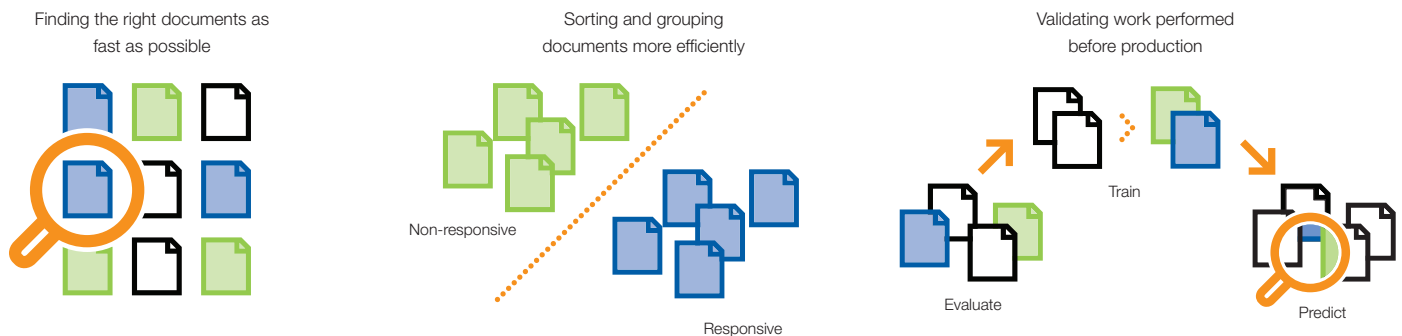 Finding the right documents as
fast as possible
Sorting and grouping
documents more efficiently
Non-responsive
Responsive
Validating work performed
before production
Train
Evaluate
Predict